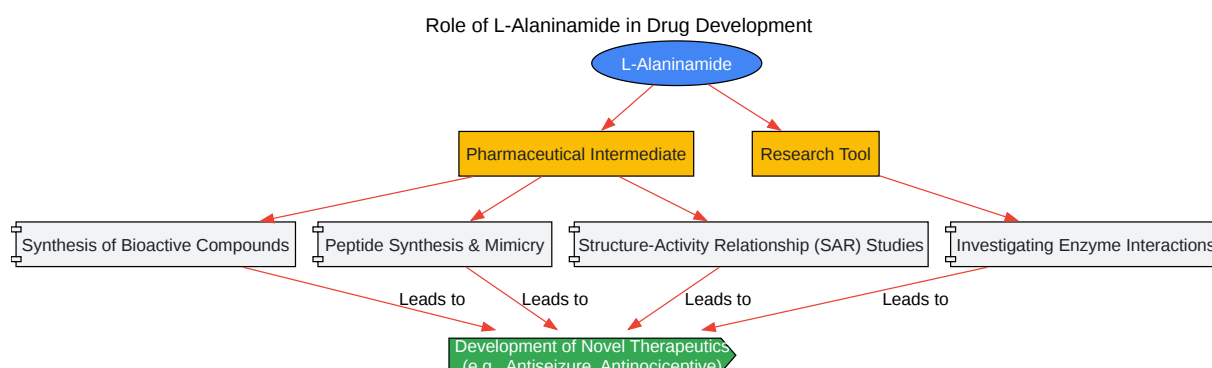 Role of L-Alaninamide in Drug Development
L-Alaninamide
Pharmaceutical Intermediate
Research Tool
Synthesis of Bioactive Compounds
Peptide Synthesis & Mimicry
Structure-Activity Relationship (SAR) Studies
Investigating Enzyme Interactions
Leads to
Leads to
Leads to
Leads to
Development of Novel Therapeutics
(e.g., Antiseizure, Antinociceptive)